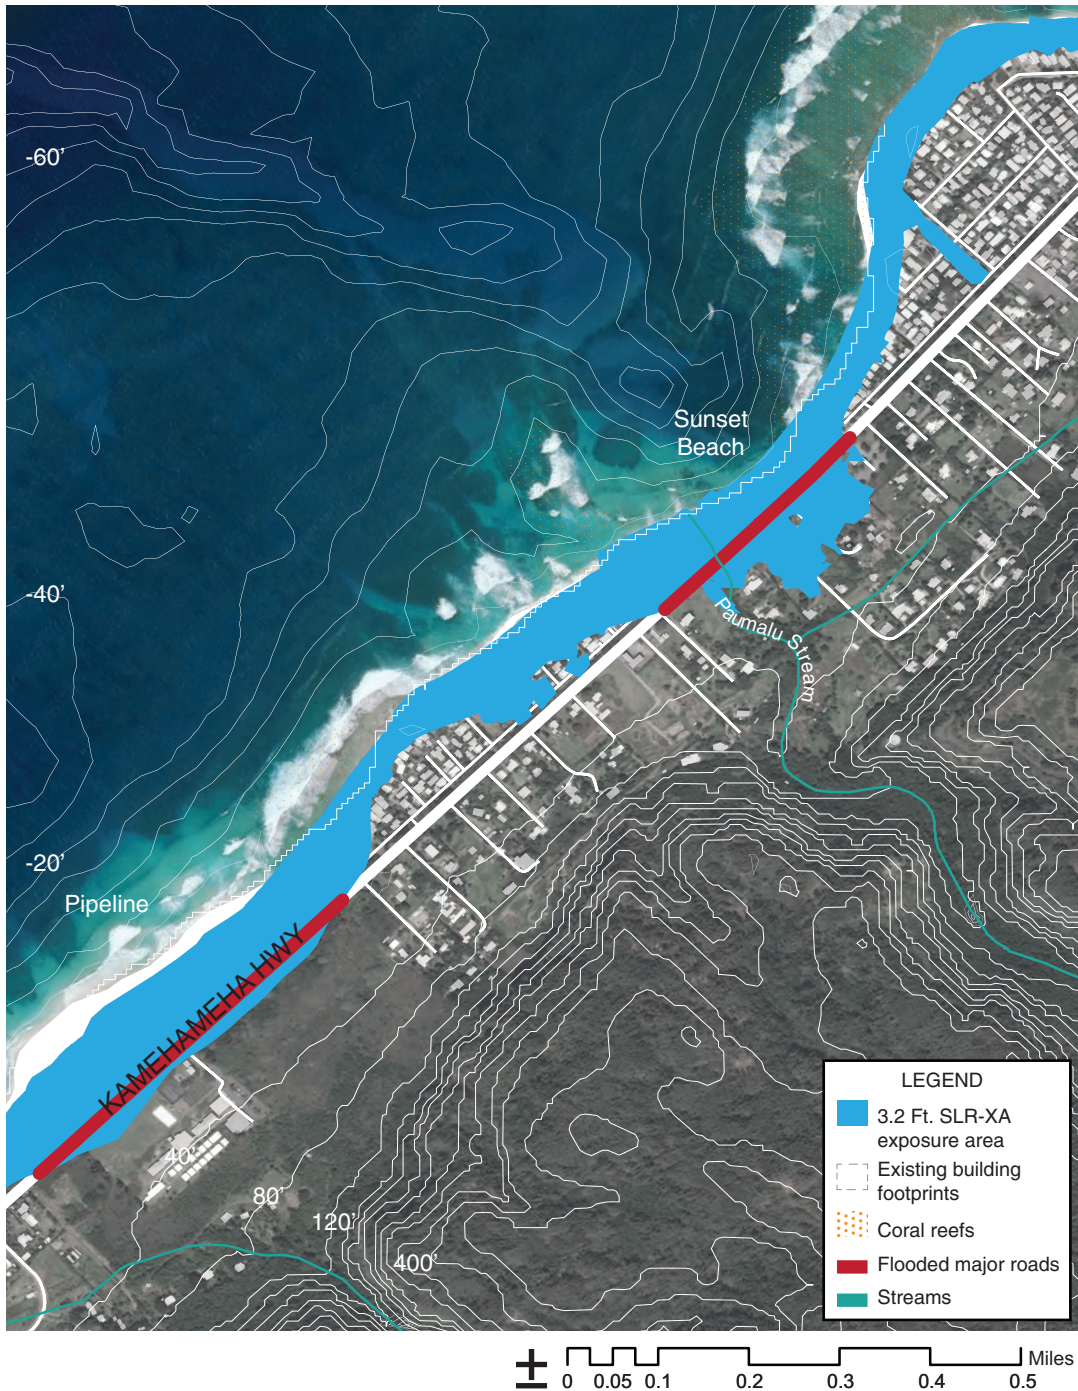 -60’
Sunset
Beach
-40’
Paumalu Stream
-20’
Pipeline
KAMEHAMEHA HWY
40’
80’
120’
400’
LEGEND
3.2 Ft. SLR-XA
exposure area
Existing building
footprints
Coral reefs
Flooded major roads
Streams
Miles
0 0.05 0.1 0.2 0.3 0.4 0.5